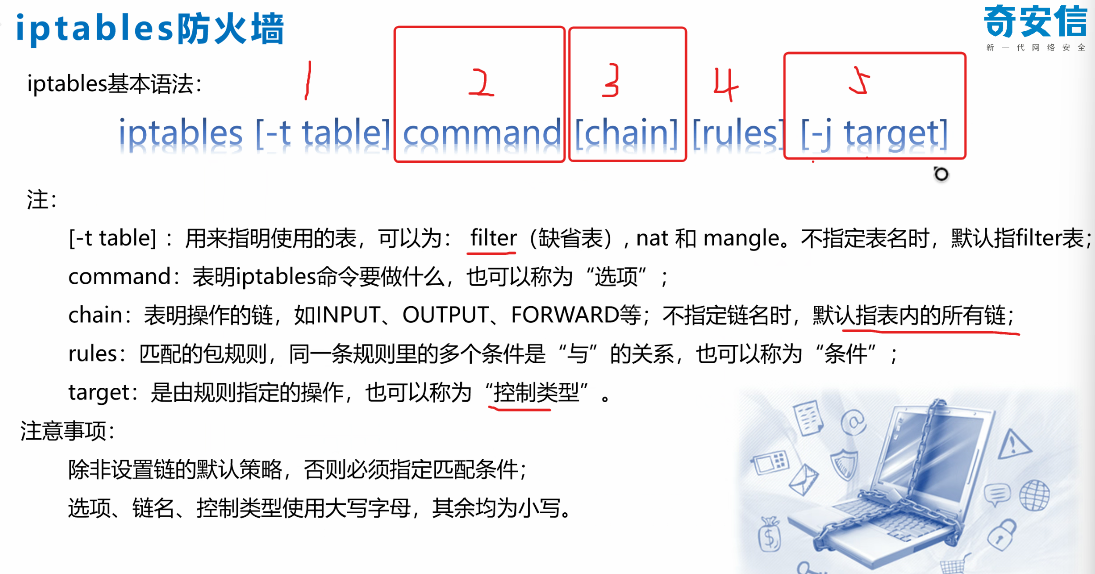 iptables防火墙
奇安信
新一代网络安全
iptables基本语法：
1 2 3 4 5
iptables [-t table] command [chain] [rules] [-j target]
注：
[-t table] ：用来指明使用的表，可以为： filter（缺省表）, nat 和 mangle。不指定表名时，默认指filter表；
command：表明iptables命令要做什么，也可以称为“选项”；
chain：表明操作的链，如INPUT、OUTPUT、FORWARD等；不指定链名时，默认指表内的所有链；
rules：匹配的包规则，同一条规则里的多个条件是“与”的关系，也可以称为“条件”；
target：是由规则指定的操作，也可以称为“控制类型”。
注意事项：
除非设置链的默认策略，否则必须指定匹配条件；
选项、链名、控制类型使用大写字母，其余均为小写。